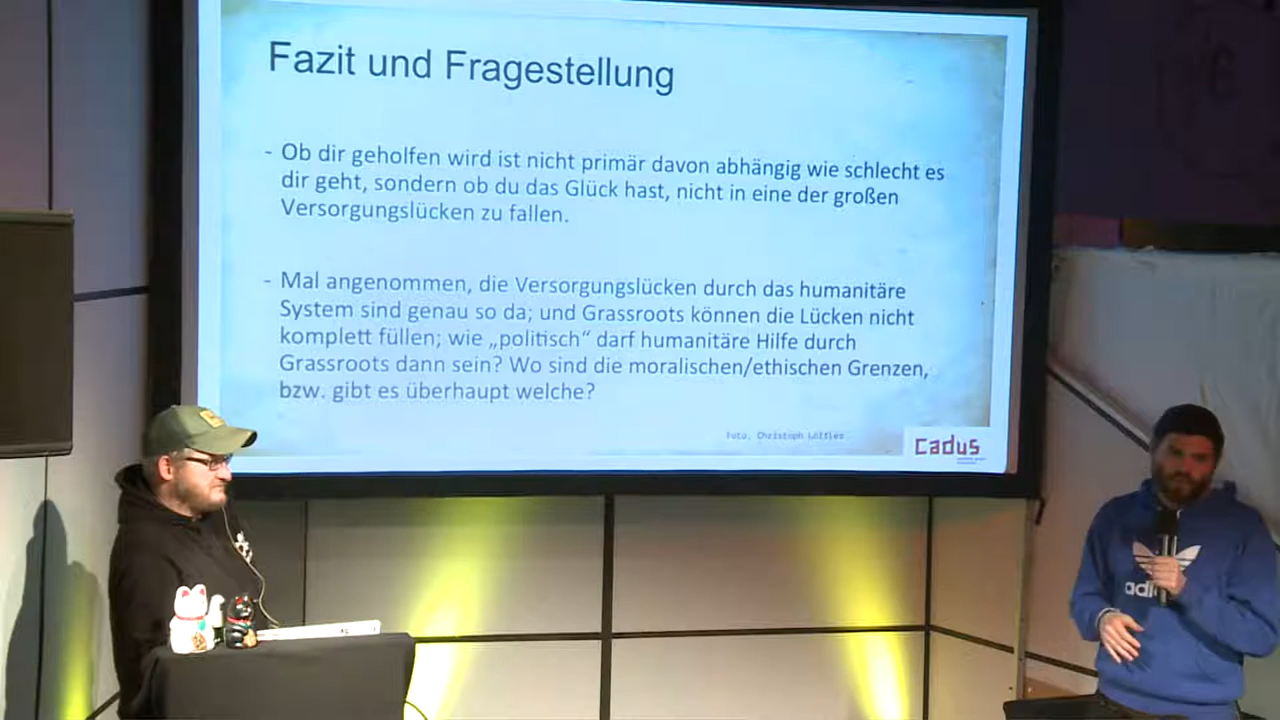 Fazit und Fragestellung
- Ob dir geholfen wird ist nicht primär davon abhängig wie schlecht es
dir geht, sondern ob du das Glück hast, nicht in eine der großen
Versorgungslücken zu fallen.
- Mal angenommen, die Versorgungslücken durch das humanitäre
System sind genau so da; und Grassroots können die Lücken nicht
komplett füllen; wie „politisch“ darf humanitäre Hilfe durch
Grassroots dann sein? Wo sind die moralischen/ethischen Grenzen,
bzw. gibt es überhaupt welche?
Foto: Christoph Löffler
Cadus
adi